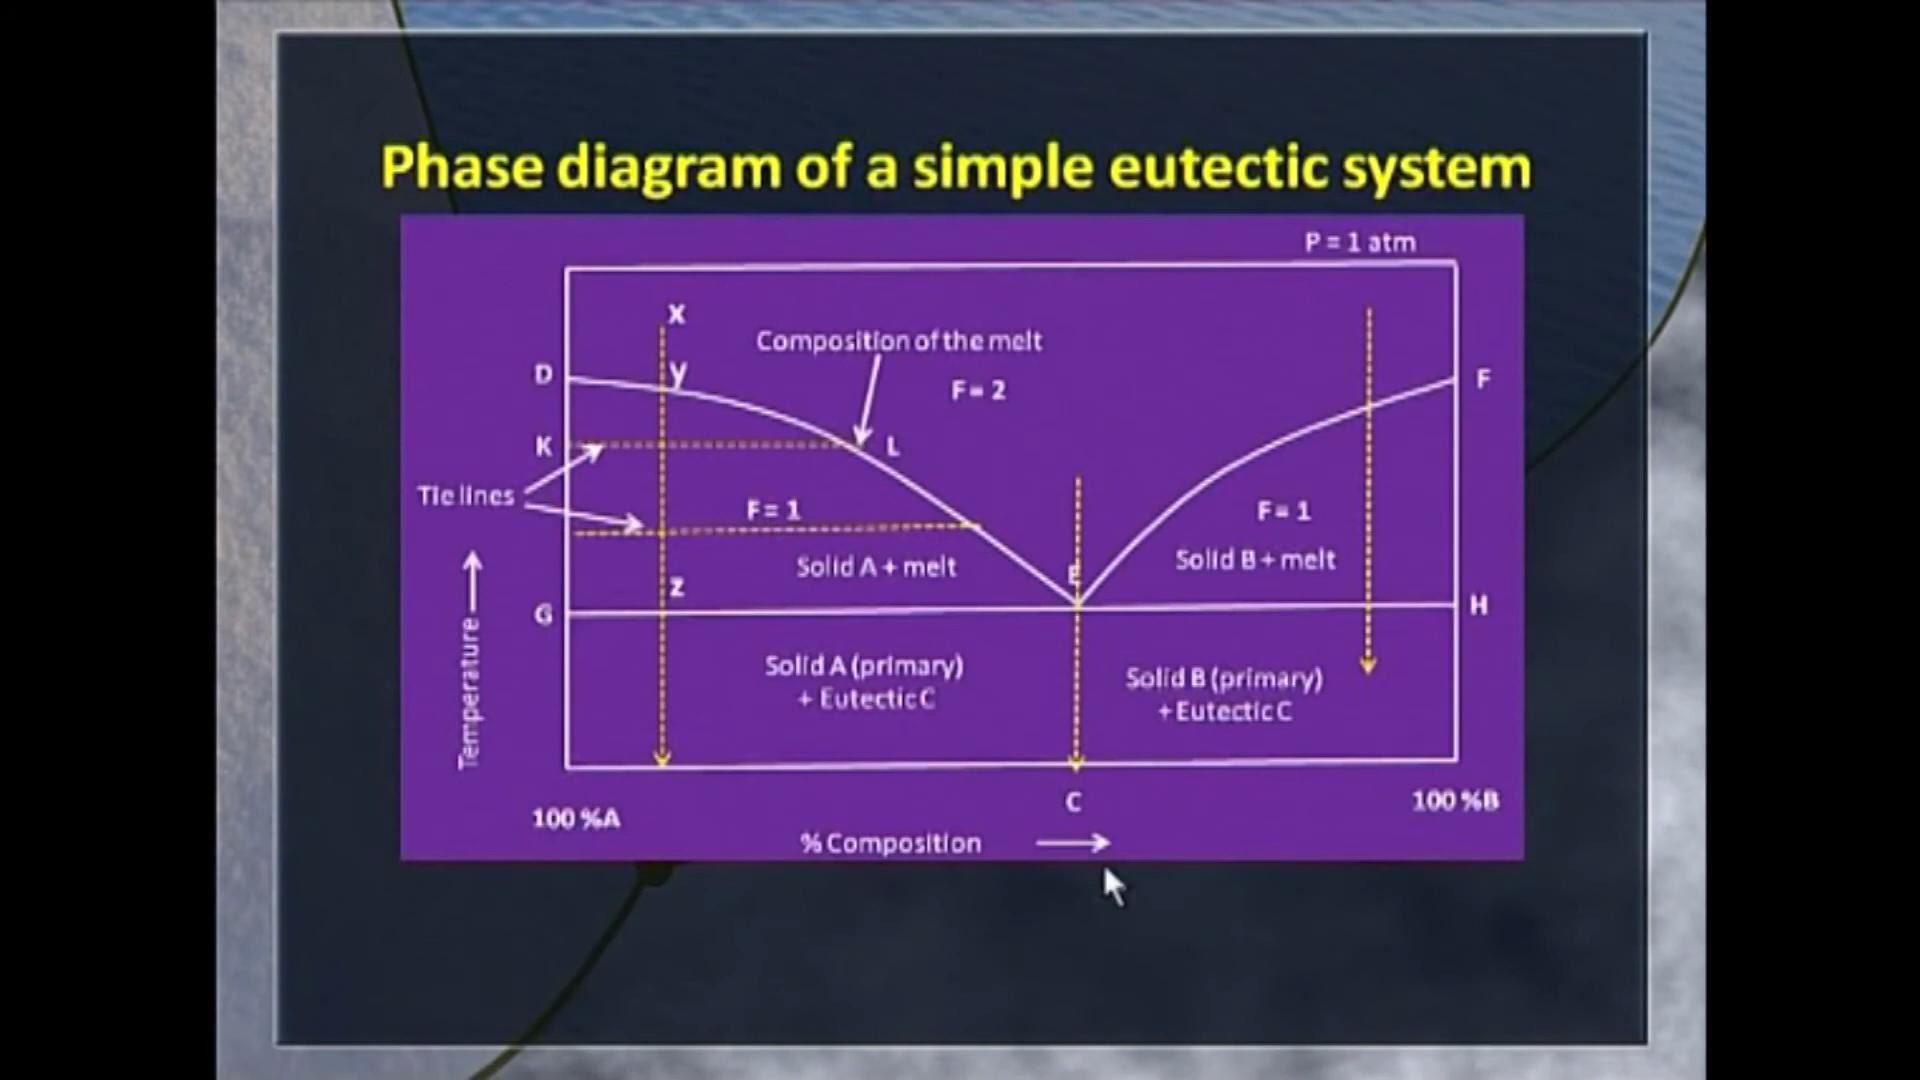 Phase diagram of a simple eutectic system
P = 1 atm
x
Composition of the melt
D
y
F = 2
F
K
L
Tie lines
F = 1
F = 1
Solid A + melt
Solid B + melt
E
z
G
H
Temperature
Solid A (primary)
+ Eutectic C
Solid B (primary)
+ Eutectic C
C
100 %A
100 %B
% Composition